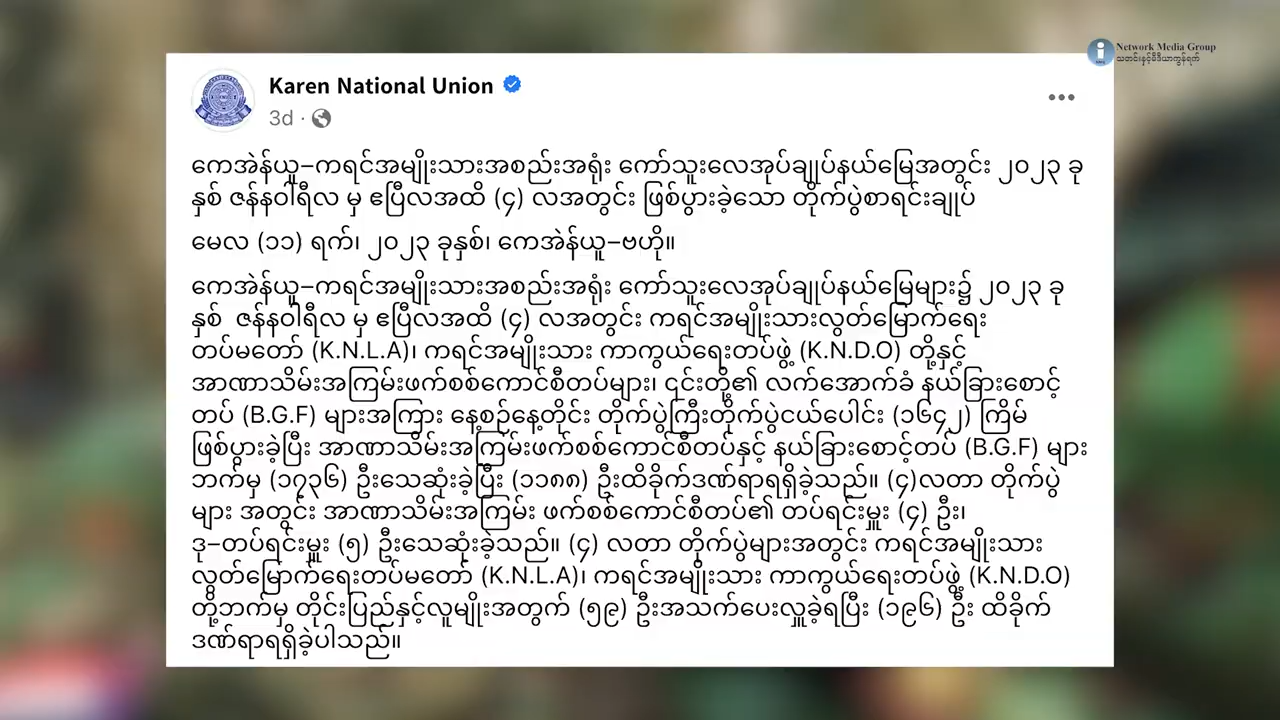 Network Media Group
သတင်းနှင့်မီဒီယာကွန်ရက်
Karen National Union
3d ·
ကေအဲန်ယူ–ကရင်အမျိုးသားအစည်းအရုံး ကော်သူးလေအုပ်ချုပ်နယ်မြေအတွင်း ၂၀၂၃ ခု
နှစ် ဇန်နဝါရီလ မှ ဧပြီလအထိ (၄) လအတွင်း ဖြစ်ပွားခဲ့သော တိုက်ပွဲစာရင်းချုပ်
မေလ (၁၁) ရက်၊ ၂၀၂၃ ခုနှစ်၊ ကေအဲန်ယူ–ဗဟို။
ကေအဲန်ယူ–ကရင်အမျိုးသားအစည်းအရုံး ကော်သူးလေအုပ်ချုပ်နယ်မြေများ၌ ၂၀၂၃ ခု
နှစ် ဇန်နဝါရီလ မှ ဧပြီလအထိ (၄) လအတွင်း ကရင်အမျိုးသားလွတ်မြောက်ရေး
တပ်မတော် (K.N.L.A)၊ ကရင်အမျိုးသား ကာကွယ်ရေးတပ်ဖွဲ့ (K.N.D.O) တို့နှင့်
အာဏာသိမ်းအကြမ်းဖက်စစ်ကောင်စီတပ်များ၊ ၎င်းတို့၏ လက်အောက်ခံ နယ်ခြားစောင့်
တပ် (B.G.F) များအကြား နေ့စဉ်နေ့တိုင်း တိုက်ပွဲကြီးတိုက်ပွဲငယ်ပေါင်း (၁၆၄၂) ကြိမ်
ဖြစ်ပွားခဲ့ပြီး အာဏာသိမ်းအကြမ်းဖက်စစ်ကောင်စီတပ်နှင့် နယ်ခြားစောင့်တပ် (B.G.F) များ
ဘက်မှ (၁၇၃၆) ဦးသေဆုံးခဲ့ပြီး (၁၁၈၈) ဦးထိခိုက်ဒဏ်ရာရရှိခဲ့သည်။ (၄)လတာ တိုက်ပွဲ
များ အတွင်း အာဏာသိမ်းအကြမ်း ဖက်စစ်ကောင်စီတပ်၏ တပ်ရင်းမှူး (၄) ဦး၊
ဒု–တပ်ရင်းမှူး (၅) ဦးသေဆုံးခဲ့သည်။ (၄) လတာ တိုက်ပွဲများအတွင်း ကရင်အမျိုးသား
လွတ်မြောက်ရေးတပ်မတော် (K.N.L.A)၊ ကရင်အမျိုးသား ကာကွယ်ရေးတပ်ဖွဲ့ (K.N.D.O)
တို့ဘက်မှ တိုင်းပြည်နှင့်လူမျိုးအတွက် (၅၉) ဦးအသက်ပေးလှူခဲ့ရပြီး (၁၉၆) ဦး ထိခိုက်
ဒဏ်ရာရရှိခဲ့ပါသည်။